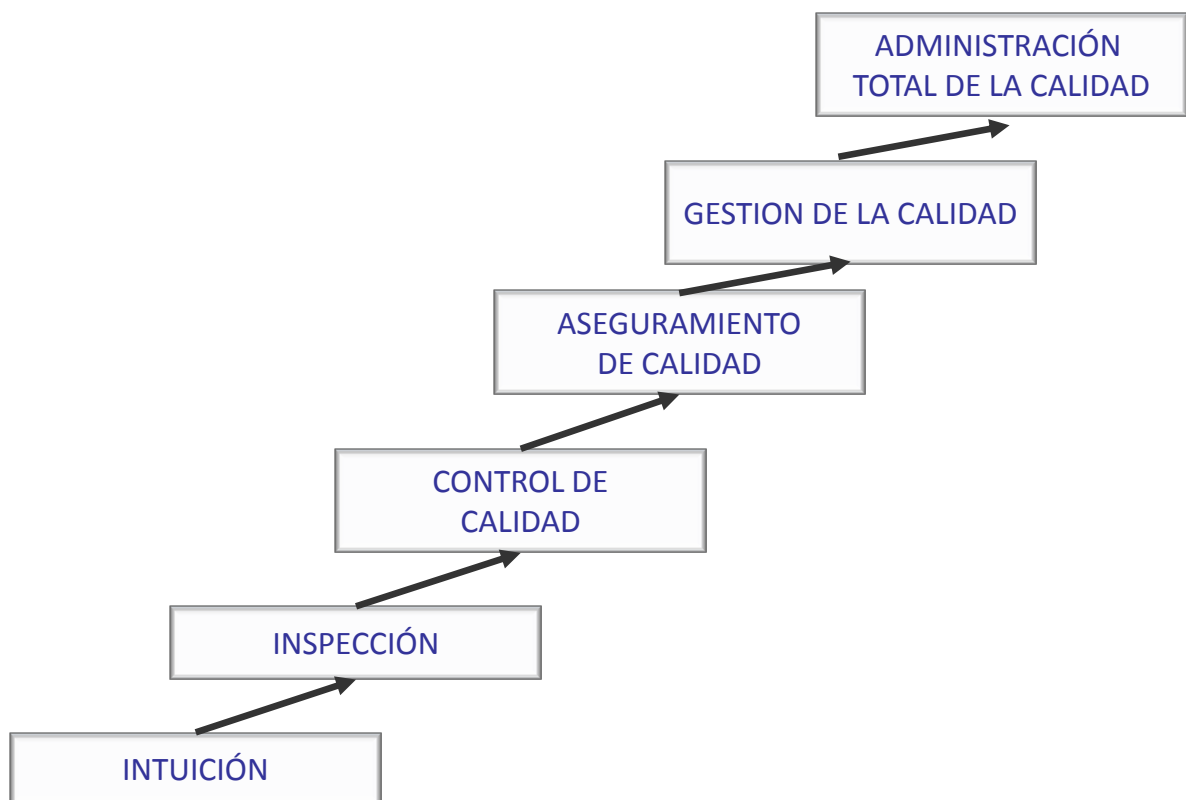 ADMINISTRACIÓN
TOTAL DE LA CALIDAD
GESTION DE LA CALIDAD
ASEGURAMIENTO
DE CALIDAD
CONTROL DE
CALIDAD
INSPECCIÓN
INTUICIÓN